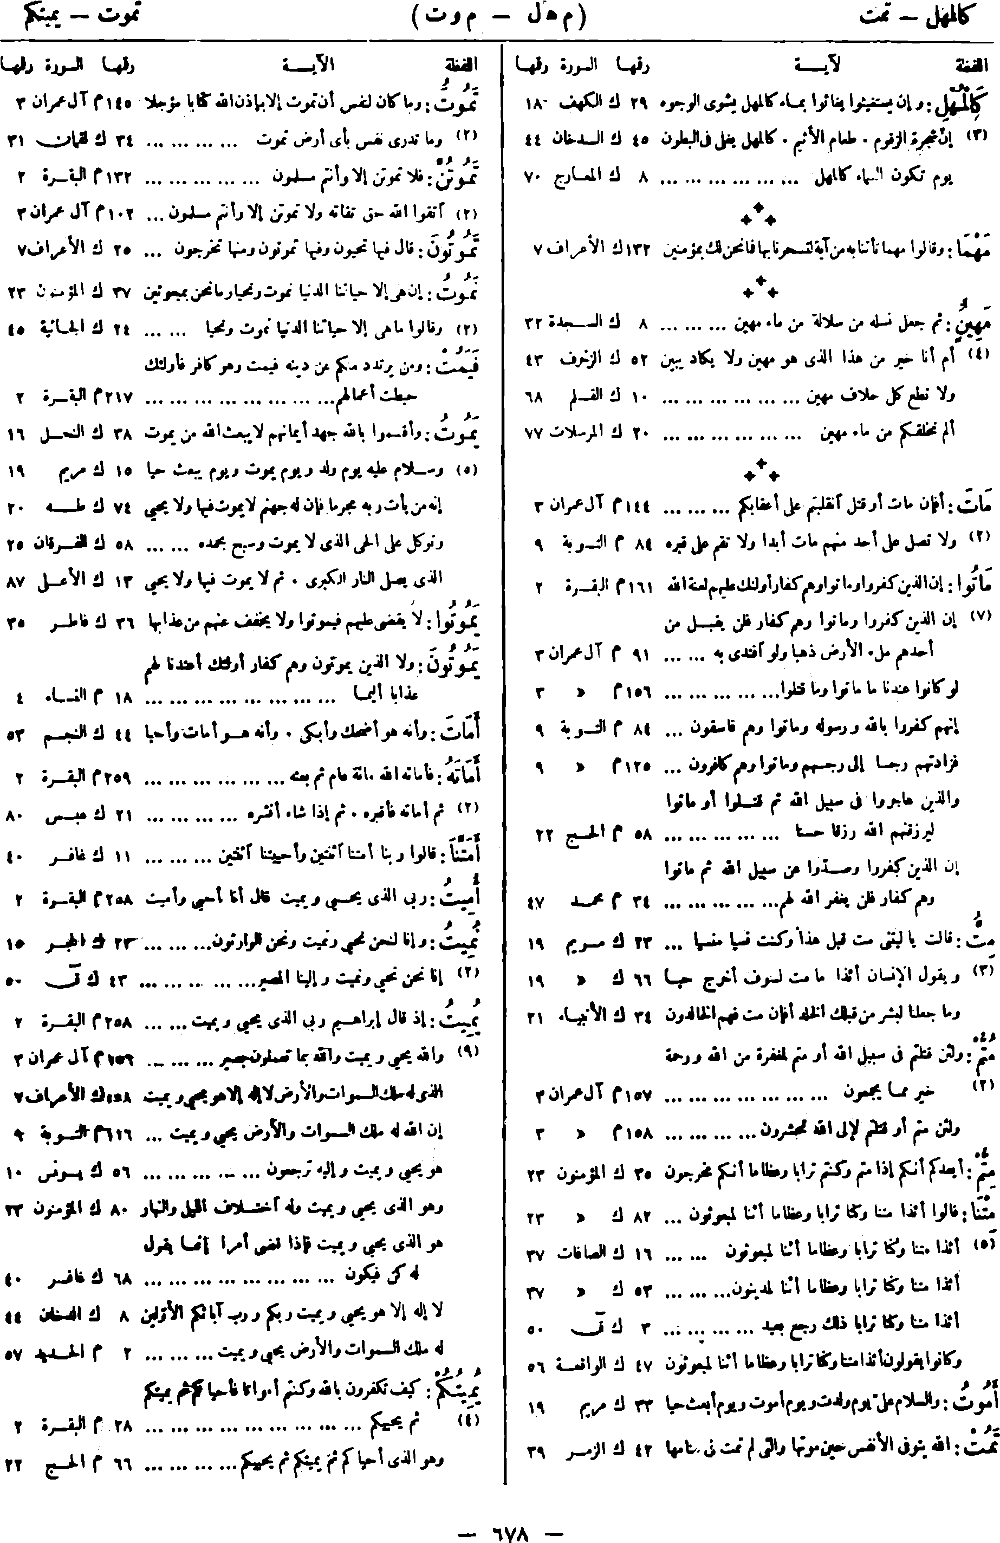 كالمهل – تمت (م هـ ل – م و ت) تموت – يميتكم
اللفظة الآيــــة رقمها السورة رقمها
كَالْمُهْلِ : وإن يستغيثوا يغاثوا بماء كالمهل يشوى الوجوه ٢٩ ك الكهف ١٨
(٣) إن شجرة الزقوم . طعام الأثيم . كالمهل يغلى فى البطون ٤٥ ك الدخان ٤٤
يوم تكون السماء كالمهل ... ... ... ... ... ... ٨ ك المعارج ٧٠
مَهْمَا : وقالوا مهما تأتنا به من آية لتسحرنا بها فما نحن لك بمؤمنين ١٣٢ ك الأعراف ٧
مَهِينٍ : ثم جعل نسله من سلالة من ماء مهين ... ... ... ٨ ك السجدة ٣٢
(٤) أم أنا خير من هذا الذى هو مهين ولا يكاد يبين ٥٢ ك الزخرف ٤٣
ولا تطع كل حلاف مهين ... ... ... ... ... ... ١٠ ك القلم ٦٨
ألم نخلقكم من ماء مهين ... ... ... ... ... ... ٢٠ ك المرسلات ٧٧
مَاتَ : أفإن مات أو قتل أنقلبتم على أعقابكم ... ... ... ١٤٤ م آل عمران ٣
(٢) ولا تصل على أحد منهم مات أبدا ولا تقم على قبره ٨٤ م التوبة ٩
مَاتُوا : إن الذين كفروا وماتوا وهم كفار أولئك عليهم لعنة الله ١٦١ م البقرة ٢
(٧) إن الذين كفروا وماتوا وهم كفار فلن يقبل من
أحدهم ملء الأرض ذهبا ولو أفتدى به ... ... ٩١ م آل عمران ٣
لو كانوا عندنا ما ماتوا وما قتلوا ... ... ... ... ... ١٥٦ م « ٣
إنهم كفروا بالله ورسوله وماتوا وهم فاسقون ... ... ٨٤ م التوبة ٩
فزادتهم رجسا إلى رجسهم وماتوا وهم كافرون ... ١٢٥ م « ٩
والذين هاجروا فى سبيل الله ثم قتلوا أو ماتوا
ليرزقنهم الله رزقا حسنا ... ... ... ... ... ٥٨ م الحج ٢٢
إن الذين كفروا وصدّوا عن سبيل الله ثم ماتوا
وهم كفار فلن يغفر الله لهم ... ... ... ... ... ٣٤ م محمد ٤٧
مِتُّ : قالت يا ليتنى مت قبل هذا وكنت نسيا منسيا ... ٢٣ ك مريم ١٩
(٣) ويقول الإنسان أئذا ما مت لسوف أخرج حيا ٦٦ ك « ١٩
وما جعلنا لبشر من قبلك الخلد أفإن مت فهم الخالدون ٣٤ ك الأنبياء ٢١
مُتُّمْ : ولئن قتلتم فى سبيل الله أو متم لمغفرة من الله ورحمة
(٢) خير مما يجمعون ... ... ... ... ... ... ... ١٥٧ م آل عمران ٣
ولئن متم أو قتلتم لإلى الله تحشرون ... ... ... ... ١٥٨ م « ٣
مِتُّمْ : أيعدكم أنكم إذا متم وكنتم ترابا وعظاما أنكم مخرجون ٣٥ ك المؤمنون ٢٣
مِتْنَا : قالوا أئذا متنا وكنا ترابا وعظاما أئنا لمبعوثون ... ٨٢ ك « ٢٣
(٥) أئذا متنا وكنا ترابا وعظاما أئنا لمبعوثون ... ... ١٦ ك الصافات ٣٧
أئذا متنا وكنا ترابا وعظاما أئنا لمدينون ... ... ... ٥٣ ك « ٣٧
أئذا متنا وكنا ترابا ذلك رجع بعيد ... ... ... ... ٣ ك قٓ ٥٠
وكانوا يقولون أئذا متنا وكنا ترابا وعظاما أئنا لمبعوثون ٤٧ ك الواقعة ٥٦
أَمُوتُ : والسلام علىّ يوم ولدت ويوم أموت ويوم أبعث حيا ٣٣ ك مريم ١٩
تَمُتْ : الله يتوفى الأنفس حين موتها والتى لم تمت فى منامها ٤٢ ك الزمر ٣٩
اللفظة الآيــــة رقمها السورة رقمها
تَمُوتَ : وما كان لنفس أن تموت إلا بإذن الله كتابا مؤجلا ١٤٥ م آل عمران ٣
(٢) وما تدرى نفس بأى أرض تموت ... ... ... ... ٣٤ ك لقمان ٣١
تَمُوتُنَّ : فلا تموتن إلا وأنتم مسلمون ... ... ... ... ... ١٣٢ م البقرة ٢
(٢) أتقوا الله حق تقاته ولا تموتن إلا وأنتم مسلمون ... ١٠٢ م آل عمران ٣
تَمُوتُونَ : قال فيها تحيون وفيها تموتون ومنها تخرجون ... ٢٥ ك الأعراف ٧
نَمُوتُ : إن هى إلا حياتنا الدنيا نموت ونحيا وما نحن بمبعوثين ٣٧ ك المؤمنون ٢٣
(٢) وقالوا ما هى إلا حياتنا الدنيا نموت ونحيا ... ... ٢٤ ك الجاثية ٤٥
فَيَمُتْ : ومن يرتدد منكم عن دينه فيمت وهو كافر فأولئك
حبطت أعمالهم ... ... ... ... ... ... ... ... ٢١٧ م البقرة ٢
يَمُوتُ : وأقسموا بالله جهد أيمانهم لا يبعث الله من يموت ٣٨ ك النحل ١٦
(٥) وسلام عليه يوم ولد ويوم يموت ويوم يبعث حيا ١٥ ك مريم ١٩
إنه من يأت ربه مجرما فإن له جهنم لا يموت فيها ولا يحيى ٧٤ ك طه ٢٠
وتوكل على الحى الذى لا يموت وسبح بحمده ... ... ٥٨ ك الفرقان ٢٥
الذى يصلى النار الكبرى . ثم لا يموت فيها ولا يحيى ١٣ ك الأعلى ٨٧
يَمُوتُوا : لا يقضى عليهم فيموتوا ولا يخفف عنهم من عذابها ٣٦ ك فاطر ٣٥
يَمُوتُونَ : ولا الذين يموتون وهم كفار أولئك أعتدنا لهم
عذابا أليما ... ... ... ... ... ... ... ... ١٨ م النساء ٤
أَمَاتَ : وأنه هو أضحك وأبكى . وأنه هو أمات وأحيا ٤٤ ك النجم ٥٣
أَمَاتَهُ : فأماته الله مائة عام ثم بعثه ... ... ... ... ... ٢٥٩ م البقرة ٢
(٢) ثم أماته فأقبره . ثم إذا شاء أنشره ... ... ... ... ٢١ ك عبس ٨٠
أَمَتَّنَا : قالوا ربنا أمتنا أثنتين وأحييتنا أثنتين ... ... ... ١١ ك غافر ٤٠
أُمِيتُ : ربى الذى يحيى ويميت قال أنا أحيى وأميت ٢٥٨ م البقرة ٢
نُمِيتُ : وإنا لنحن نحيى ونميت ونحن الوارثون ... ... ... ٢٣ ك الحجر ١٥
(٢) إنا نحن نحيى ونميت وإلينا المصير ... ... ... ... ٤٣ ك قٓ ٥٠
يُمِيتُ : إذ قال إبراهيم ربى الذى يحيى ويميت ... ... ... ٢٥٨ م البقرة ٢
(٩) والله يحيى ويميت والله بما تعملون بصير ... ... ... ١٥٦ م آل عمران ٣
الذى له ملك السموات والأرض لا إله إلا هو يحيى ويميت ١٥٨ ك الأعراف ٧
إن الله له ملك السموات والأرض يحيى ويميت ... ١١٦ م التوبة ٩
هو يحيى ويميت وإليه ترجعون ... ... ... ... ... ٥٦ ك يونس ١٠
وهو الذى يحيى ويميت وله أختلاف الليل والنهار ٨٠ ك المؤمنون ٢٣
هو الذى يحيى ويميت فإذا قضى أمرا إنما يقول
له كن فيكون ... ... ... ... ... ... ... ... ٦٨ ك غافر ٤٠
لا إله إلا هو يحيى ويميت ربكم ورب آبائكم الأولين ٨ ك الدخان ٤٤
له ملك السموات والأرض يحيى ويميت ... ... ... ٢ م الحديد ٥٧
يُمِيتُكُمْ : كيف تكفرون بالله وكنتم أمواتا فأحياكم ثم يميتكم
(٤) ثم يحييكم ... ... ... ... ... ... ... ... ٢٨ م البقرة ٢
وهو الذى أحياكم ثم يميتكم ثم يحييكم ... ... ... ... ٦٦ م الحج ٢٢
— ٦٧٨ —